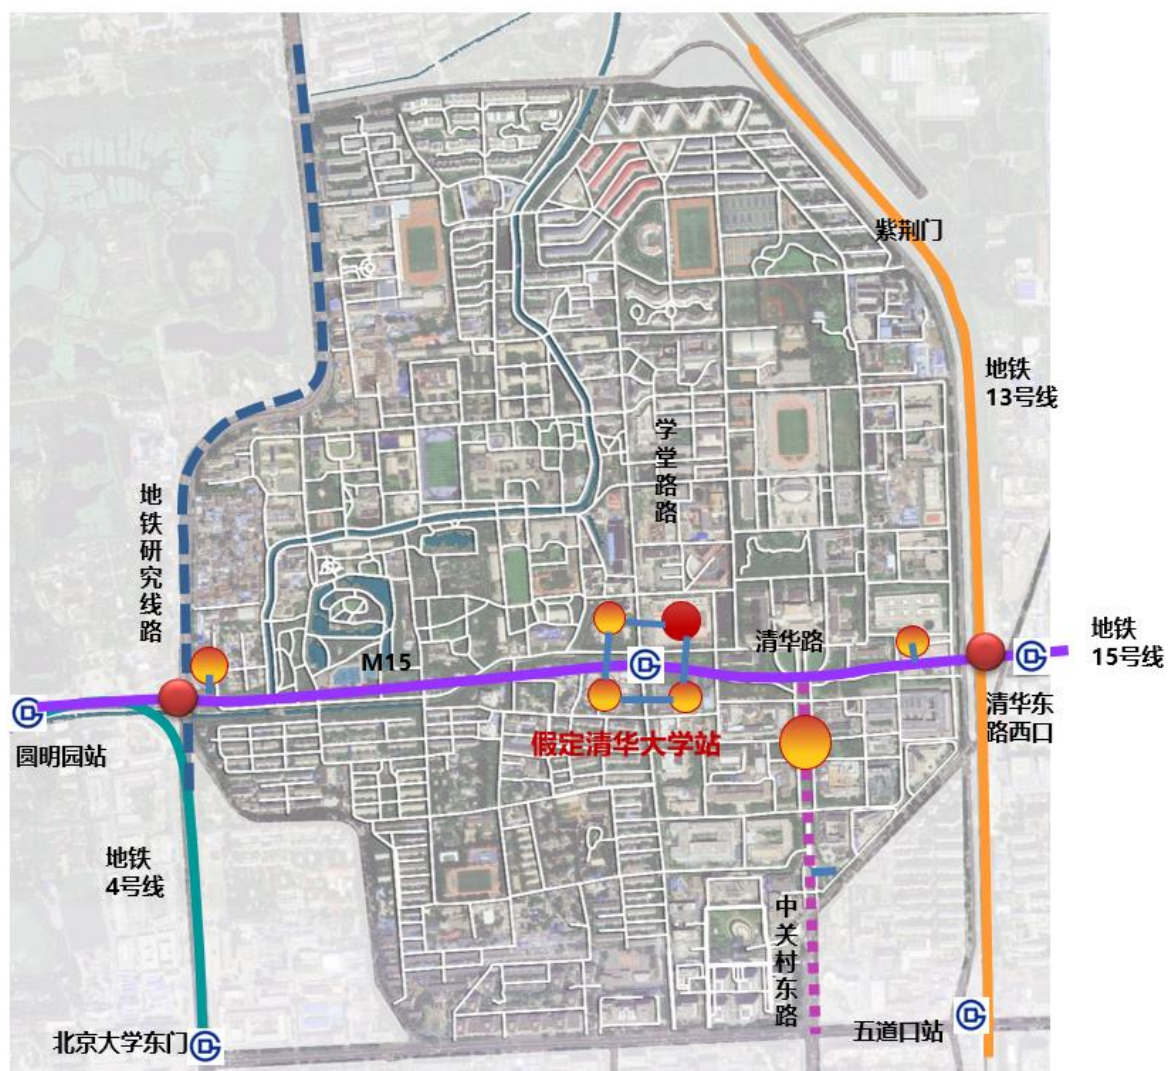 紫荆门
地铁
13号线
学堂路路
地铁研究线路
清华路
地铁
15号线
M15
清华东
路西口
假定清华大学站
圆明园站
地铁
4号线
中关村东路
五道口站
北京大学东门